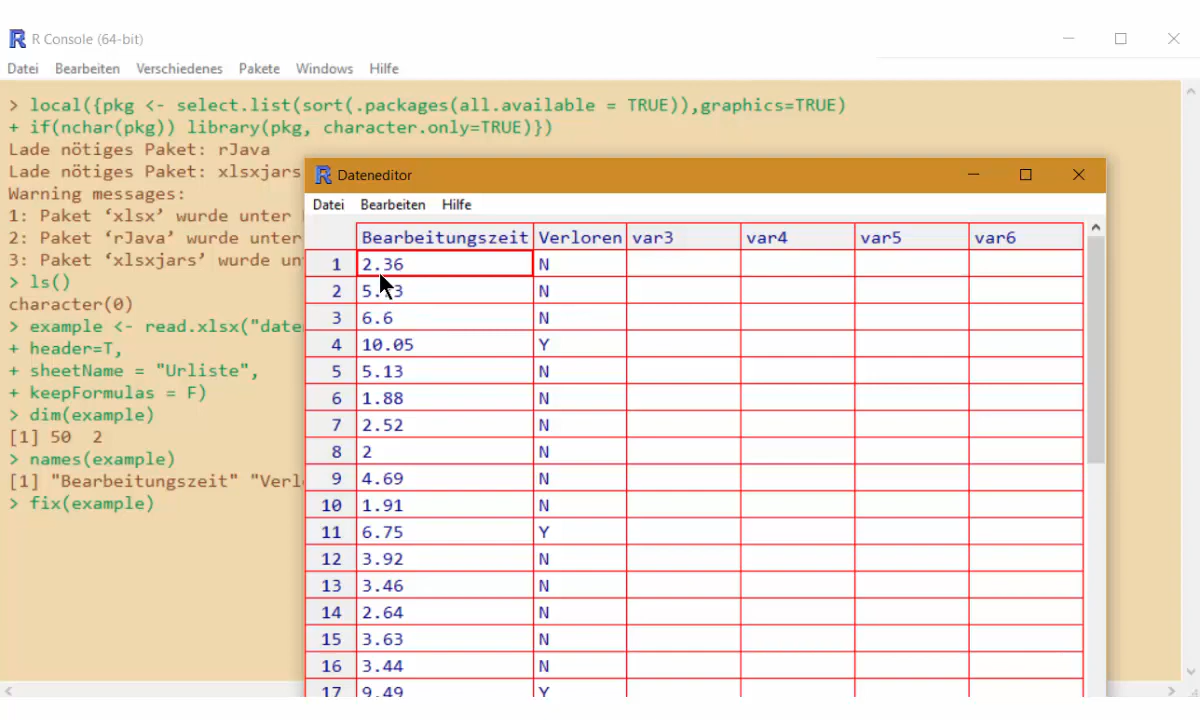 R Console (64-bit)
Datei Bearbeiten Verschiedenes Pakete Windows Hilfe
> local({pkg <- select.list(sort(.packages(all.available = TRUE)),graphics=TRUE)
+ if(nchar(pkg)) library(pkg, character.only=TRUE)})
Lade nötiges Paket: rJava
Lade nötiges Paket: xlsxjars
Warning messages:
1: Paket ‘xlsx’ wurde unter
2: Paket ‘rJava’ wurde unter
3: Paket ‘xlsxjars’ wurde
> ls()
character(0)
> example <- read.xlsx("date
+ header=T,
+ sheetName = "Urliste",
+ keepFormulas = F)
> dim(example)
[1] 50 2
> names(example)
[1] "Bearbeitungszeit" "Verl
> fix(example)
Dateneditor
Datei Bearbeiten Hilfe
Bearbeitungszeit Verloren var3 var4 var5 var6
1 2.36 N
2 N
3 6.6 N
4 10.05 Y
5 5.13 N
6 1.88 N
7 2.52 N
8 2 N
9 4.69 N
10 1.91 N
11 6.75 Y
12 3.92 N
13 3.46 N
14 2.64 N
15 3.63 N
16 3.44 N
17 9.49 Y